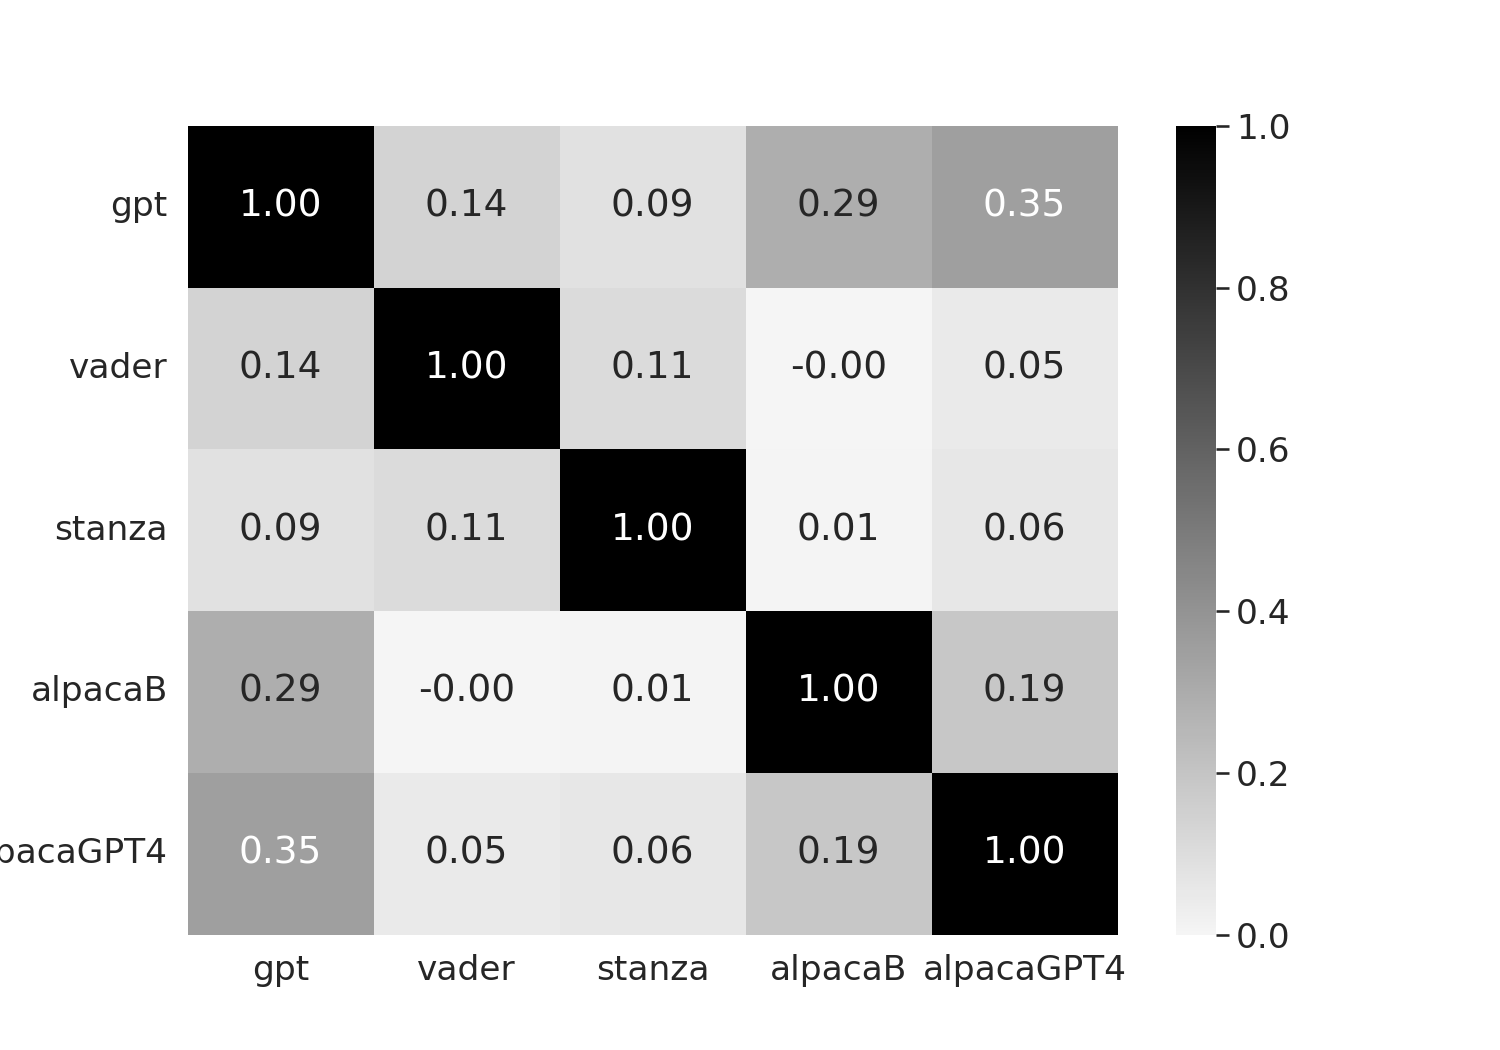 1.0
gpt 1.00 0.14 0.09 0.29 0.35
0.8
vader 0.14 1.00 0.11 -0.00 0.05
0.6
stanza 0.09 0.11 1.00 0.01 0.06
0.4
alpacaB 0.29 -0.00 0.01 1.00 0.19
0.2
pacaGPT4 0.35 0.05 0.06 0.19 1.00
0.0
gpt vader stanza alpacaB alpacaGPT4